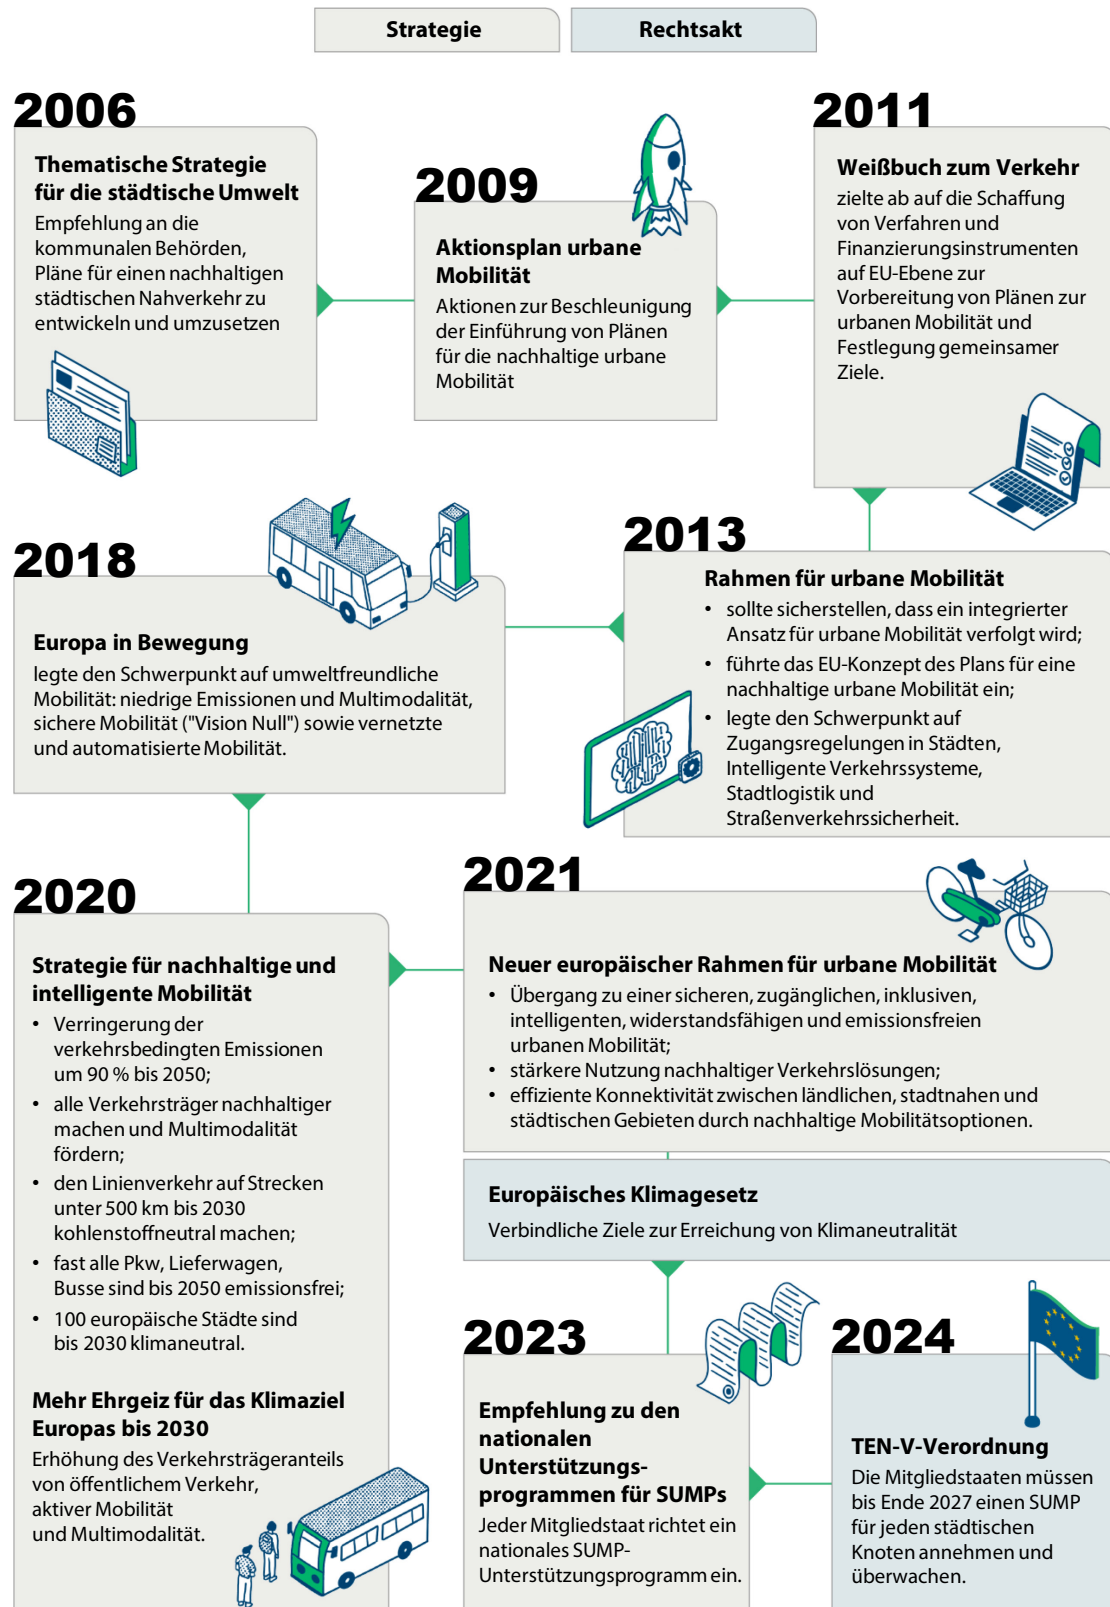 Strategie
Rechtsakt
2006
Thematische Strategie
für die städtische Umwelt
Empfehlung an die
kommunalen Behörden,
Pläne für einen nachhaltigen
städtischen Nahverkehr zu
entwickeln und umzusetzen
2009
Aktionsplan urbane
Mobilität
Aktionen zur Beschleunigung
der Einführung von Plänen
für die nachhaltige urbane
Mobilität
2011
Weißbuch zum Verkehr
zielte ab auf die Schaffung
von Verfahren und
Finanzierungsinstrumenten
auf EU-Ebene zur
Vorbereitung von Plänen zur
urbanen Mobilität und
Festlegung gemeinsamer
Ziele.
2013
Rahmen für urbane Mobilität
• sollte sicherstellen, dass ein integrierter
Ansatz für urbane Mobilität verfolgt wird;
• führte das EU-Konzept des Plans für eine
nachhaltige urbane Mobilität ein;
• legte den Schwerpunkt auf
Zugangsregelungen in Städten,
Intelligente Verkehrssysteme,
Stadtlogistik und
Straßenverkehrssicherheit.
2018
Europa in Bewegung
legte den Schwerpunkt auf umweltfreundliche
Mobilität: niedrige Emissionen und Multimodalität,
sichere Mobilität ("Vision Null") sowie vernetzte
und automatisierte Mobilität.
2020
Strategie für nachhaltige und
intelligente Mobilität
• Verringerung der
verkehrsbedingten Emissionen
um 90 % bis 2050;
• alle Verkehrsträger nachhaltiger
machen und Multimodalität
fördern;
• den Linienverkehr auf Strecken
unter 500 km bis 2030
kohlenstoffneutral machen;
• fast alle Pkw, Lieferwagen,
Busse sind bis 2050 emissionsfrei;
• 100 europäische Städte sind
bis 2030 klimaneutral.
Mehr Ehrgeiz für das Klimaziel
Europas bis 2030
Erhöhung des Verkehrsträgeranteils
von öffentlichem Verkehr,
aktiver Mobilität
und Multimodalität.
2021
Neuer europäischer Rahmen für urbane Mobilität
• Übergang zu einer sicheren, zugänglichen, inklusiven,
intelligenten, widerstandsfähigen und emissionsfreien
urbanen Mobilität;
• stärkere Nutzung nachhaltiger Verkehrslösungen;
• effiziente Konnektivität zwischen ländlichen, stadtnahen und
städtischen Gebieten durch nachhaltige Mobilitätsoptionen.
Europäisches Klimagesetz
Verbindliche Ziele zur Erreichung von Klimaneutralität
2023
Empfehlung zu den
nationalen
Unterstützungs-
programmen für SUMPs
Jeder Mitgliedstaat richtet ein
nationales SUMP-
Unterstützungsprogramm ein.
2024
TEN-V-Verordnung
Die Mitgliedstaaten müssen
bis Ende 2027 einen SUMP
für jeden städtischen
Knoten annehmen und
überwachen.